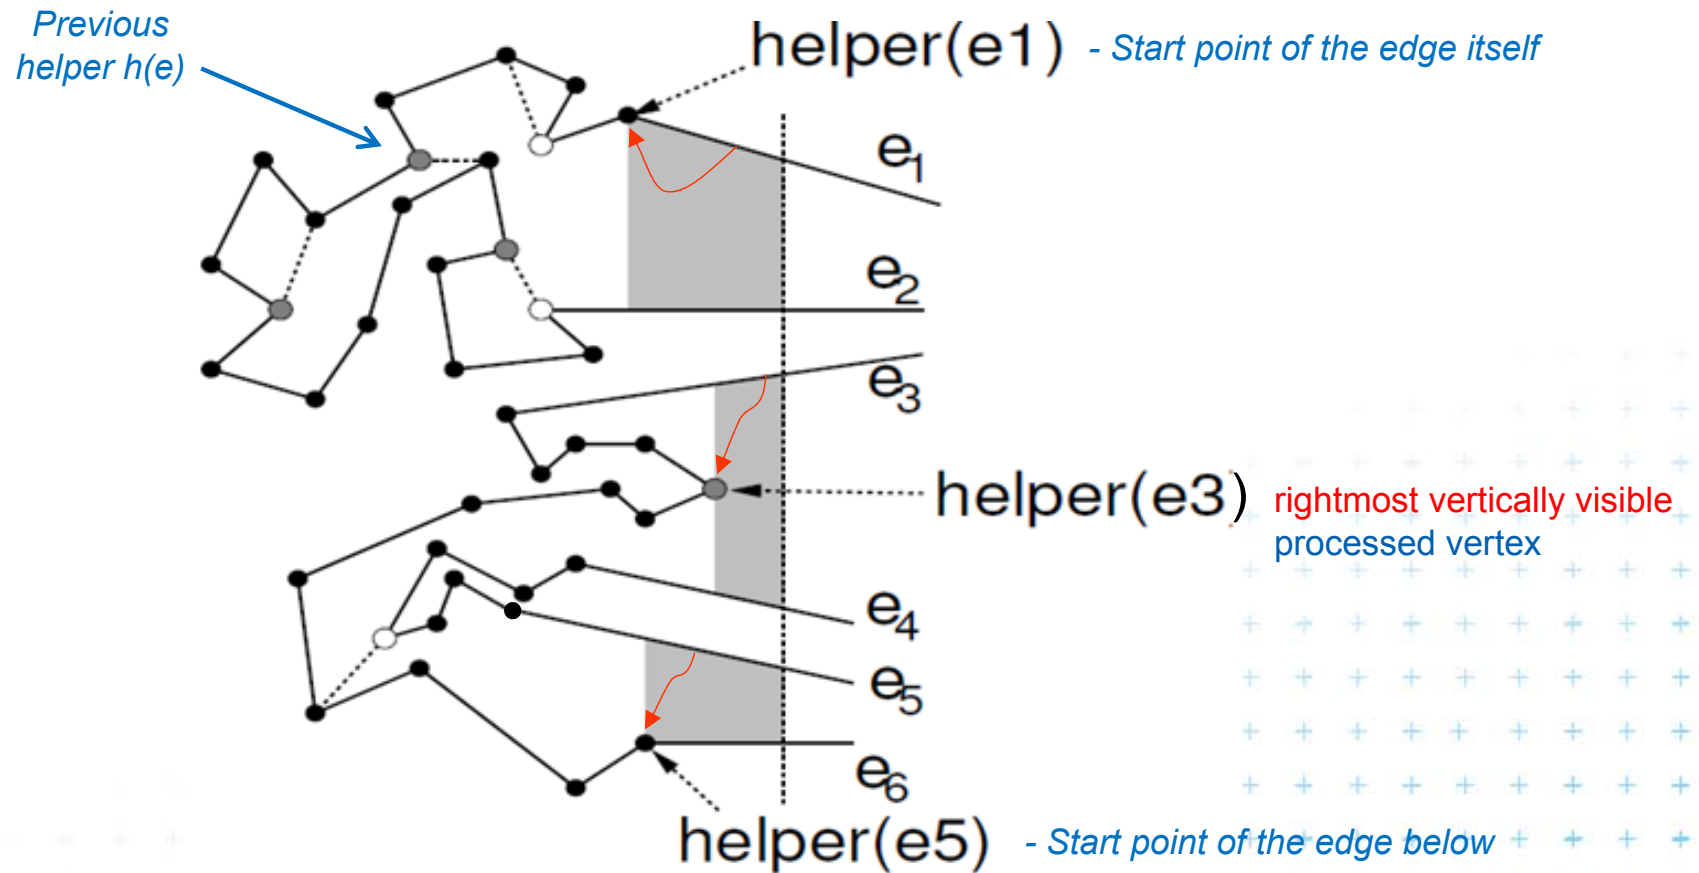 Previous
helper h(e)
helper(e1) - Start point of the edge itself
e1
e2
e3
helper(e3) rightmost vertically visible
processed vertex
e4
e5
e6
helper(e5) - Start point of the edge below